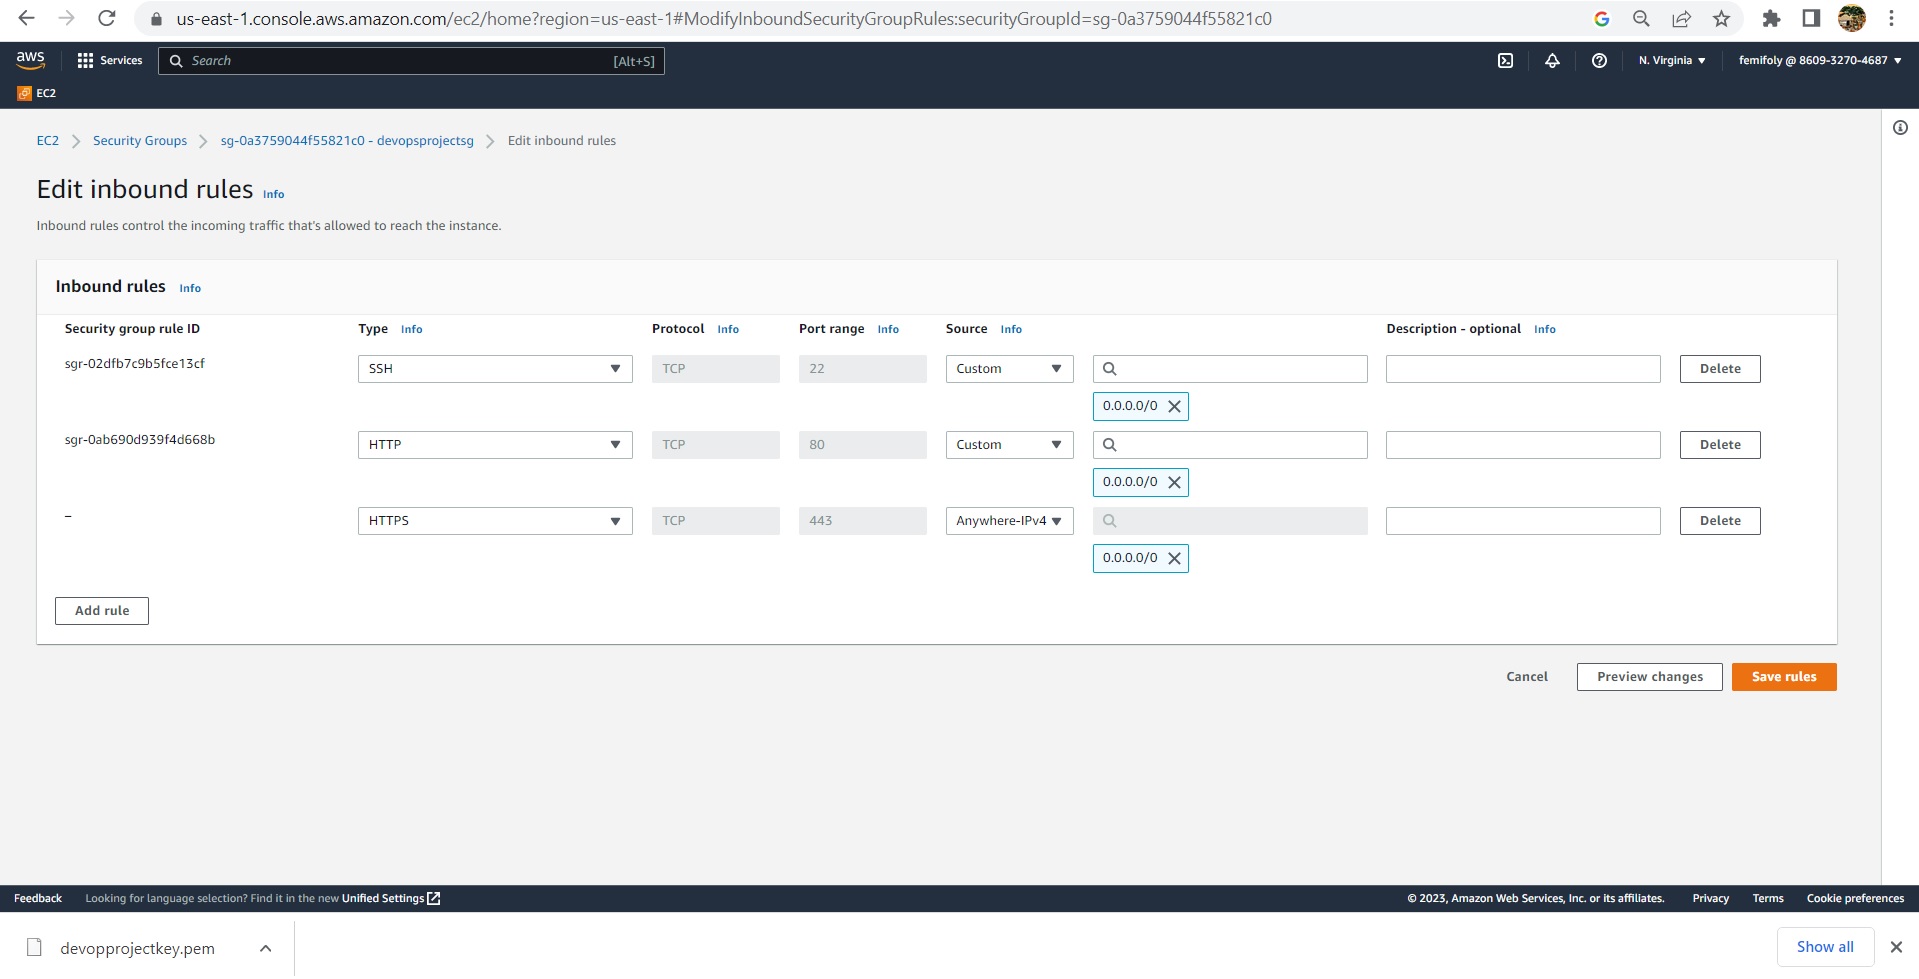 us-east-1.console.aws.amazon.com/ec2/home?region=us-east-1#ModifyInboundSecurityGroupRules:securityGroupId=sg-0a3759044f55821c0
aws Services Search [Alt+S] N. Virginia femifoly @ 8609-3270-4687
EC2
EC2 Security Groups sg-0a3759044f55821c0 - devopsprojectsg Edit inbound rules
Edit inbound rules Info
Inbound rules control the incoming traffic that's allowed to reach the instance.
Inbound rules Info
Security group rule ID Type Info Protocol Info Port range Info Source Info Description - optional Info
sgr-02dfb7c9b5fce13cf SSH TCP 22 Custom Delete
0.0.0.0/0
sgr-0ab690d939f4d668b HTTP TCP 80 Custom Delete
0.0.0.0/0
– HTTPS TCP 443 Anywhere-IPv4 Delete
0.0.0.0/0
Add rule
Cancel Preview changes Save rules
Feedback Looking for language selection? Find it in the new Unified Settings © 2023, Amazon Web Services, Inc. or its affiliates. Privacy Terms Cookie preferences
devopprojectkey.pem Show all